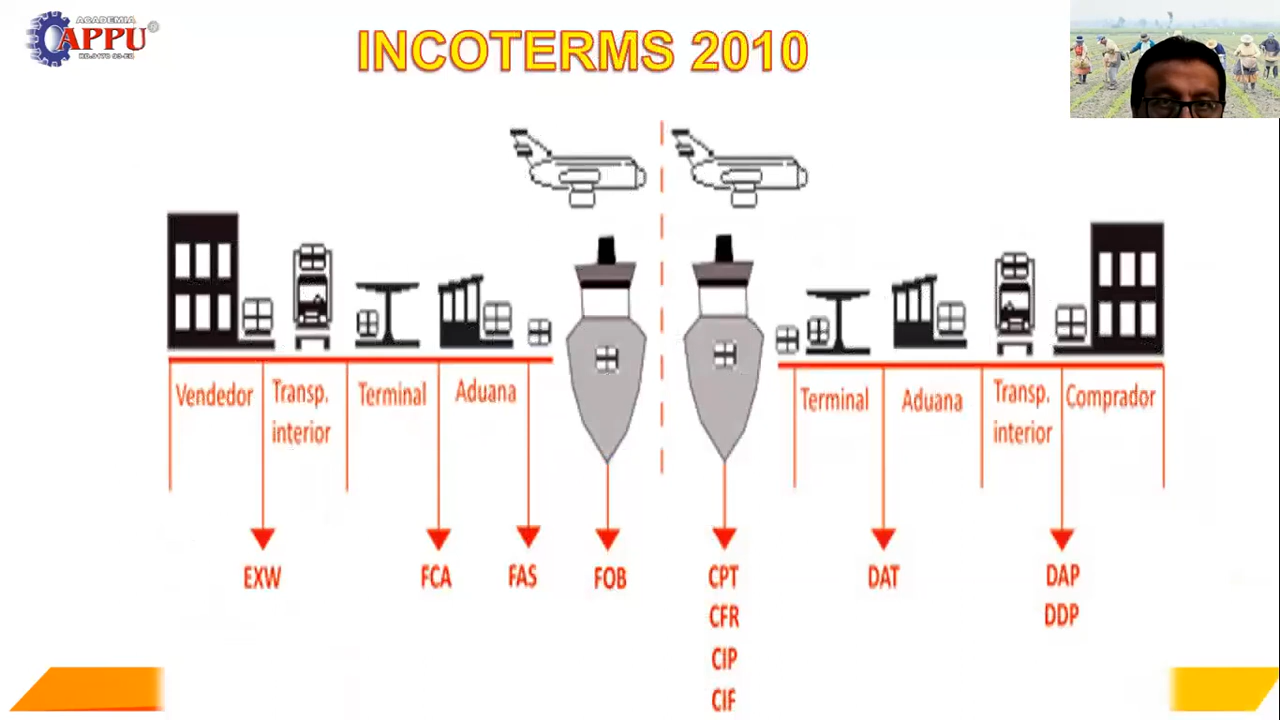 ACADEMIA
CAPPU®
INCOTERMS 2010
Vendedor
Transp.
interior
Terminal
Aduana
Terminal
Aduana
Transp.
interior
Comprador
EXW
FCA
FAS
FOB
CPT
CFR
CIP
CIF
DAT
DAP
DDP